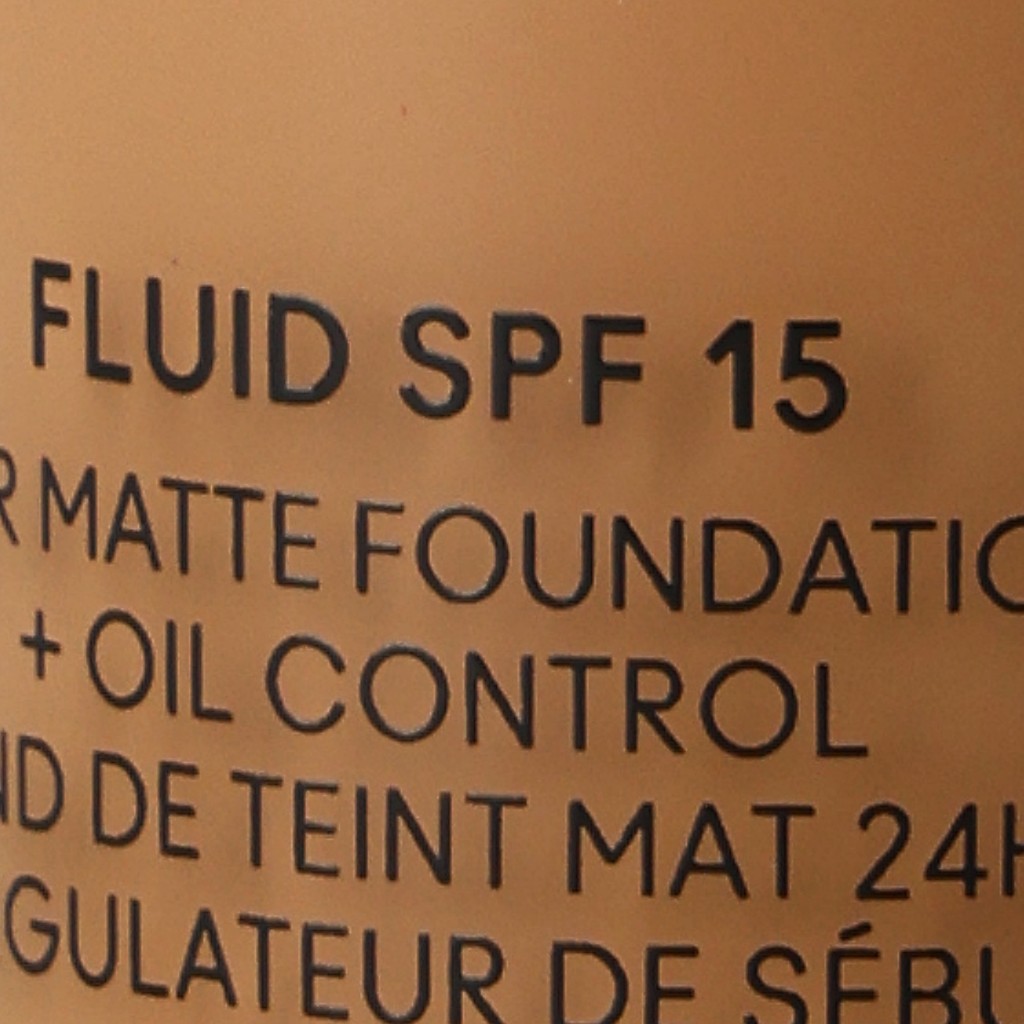 FLUID SPF 15
R MATTE FOUNDATIO
+ OIL CONTROL
ND DE TEINT MAT 24H
GULATEUR DE SÉBU